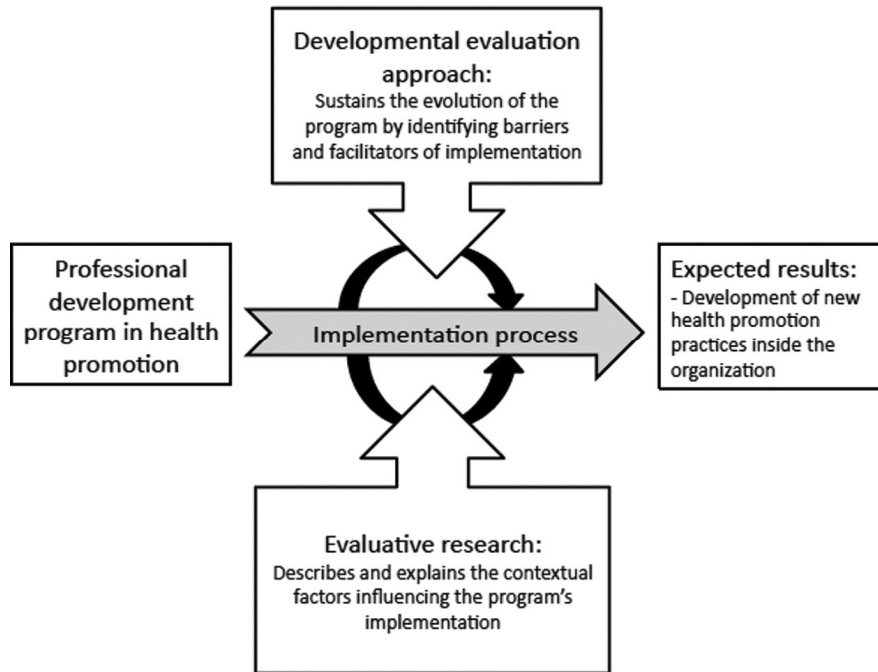 Developmental evaluation
approach:
Sustains the evolution of the
program by identifying barriers
and facilitators of implementation
Professional
development
program in health
promotion
Implementation process
Expected results:
- Development of new
health promotion
practices inside the
organization
Evaluative research:
Describes and explains the contextual
factors influencing the program's
implementation